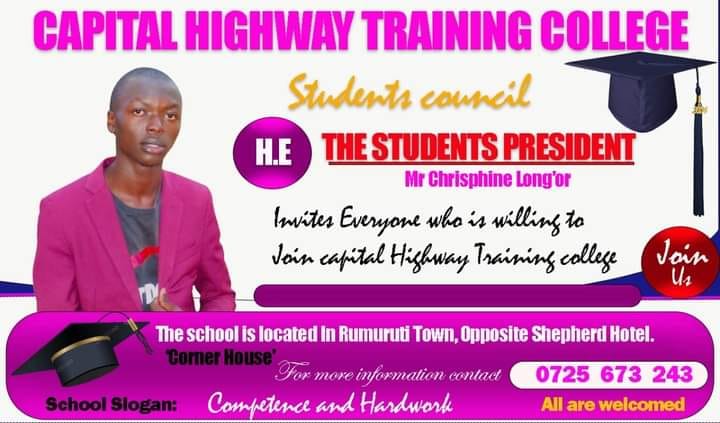 CAPITAL HIGHWAY TRAINING COLLEGE
Students council
H.E THE STUDENTS PRESIDENT
Mr Chrisphine Long'or
Invites Everyone who is willing to
Join capital Highway Training college
Join
Us
The school is located in Rumuruti Town, Opposite Shepherd Hotel.
'Corner House'
For more information contact 0725 673 243
School Slogan: Competence and Hardwork All are welcomed